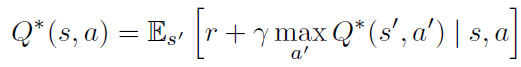 Q*(s, a) = 𝔼_{s′} [ r + γ max_{a′} Q*(s′, a′) | s, a ]